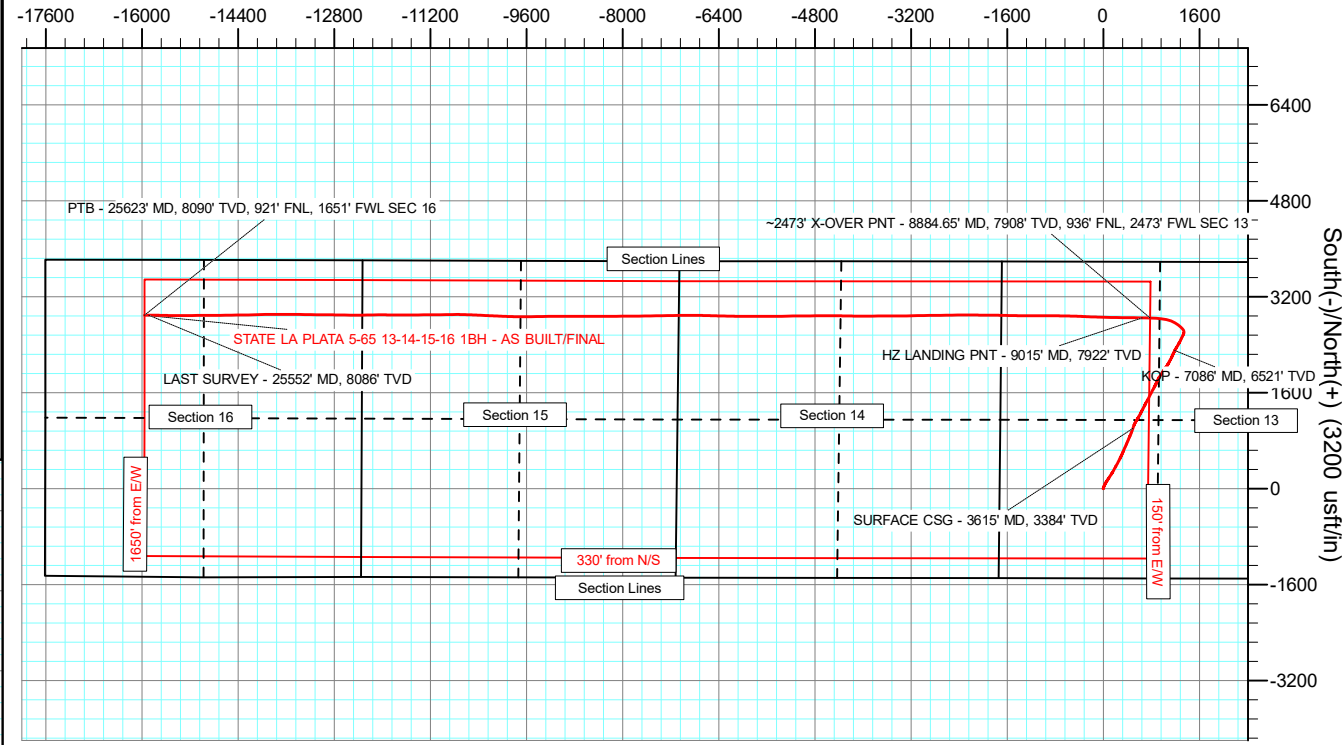 -17600 -16000 -14400 -12800 -11200 -9600 -8000 -6400 -4800 -3200 -1600 0 1600
6400
4800
PTB - 25623' MD, 8090' TVD, 921' FNL, 1651' FWL SEC 16
~2473' X-OVER PNT - 8884.65' MD, 7908' TVD, 936' FNL, 2473' FWL SEC 13
Section Lines
3200
STATE LA PLATA 5-65 13-14-15-16 1BH - AS BUILT/FINAL
HZ LANDING PNT - 9015' MD, 7922' TVD
LAST SURVEY - 25552' MD, 8086' TVD
KOP - 7086' MD, 6521' TVD
1600
Section 16
Section 15
Section 14
Section 13
0
SURFACE CSG - 3615' MD, 3384' TVD
1650' from E/W
150' from E/W
330' from N/S
Section Lines
-1600
-3200
South(-)/North(+) (3200 usft/in)